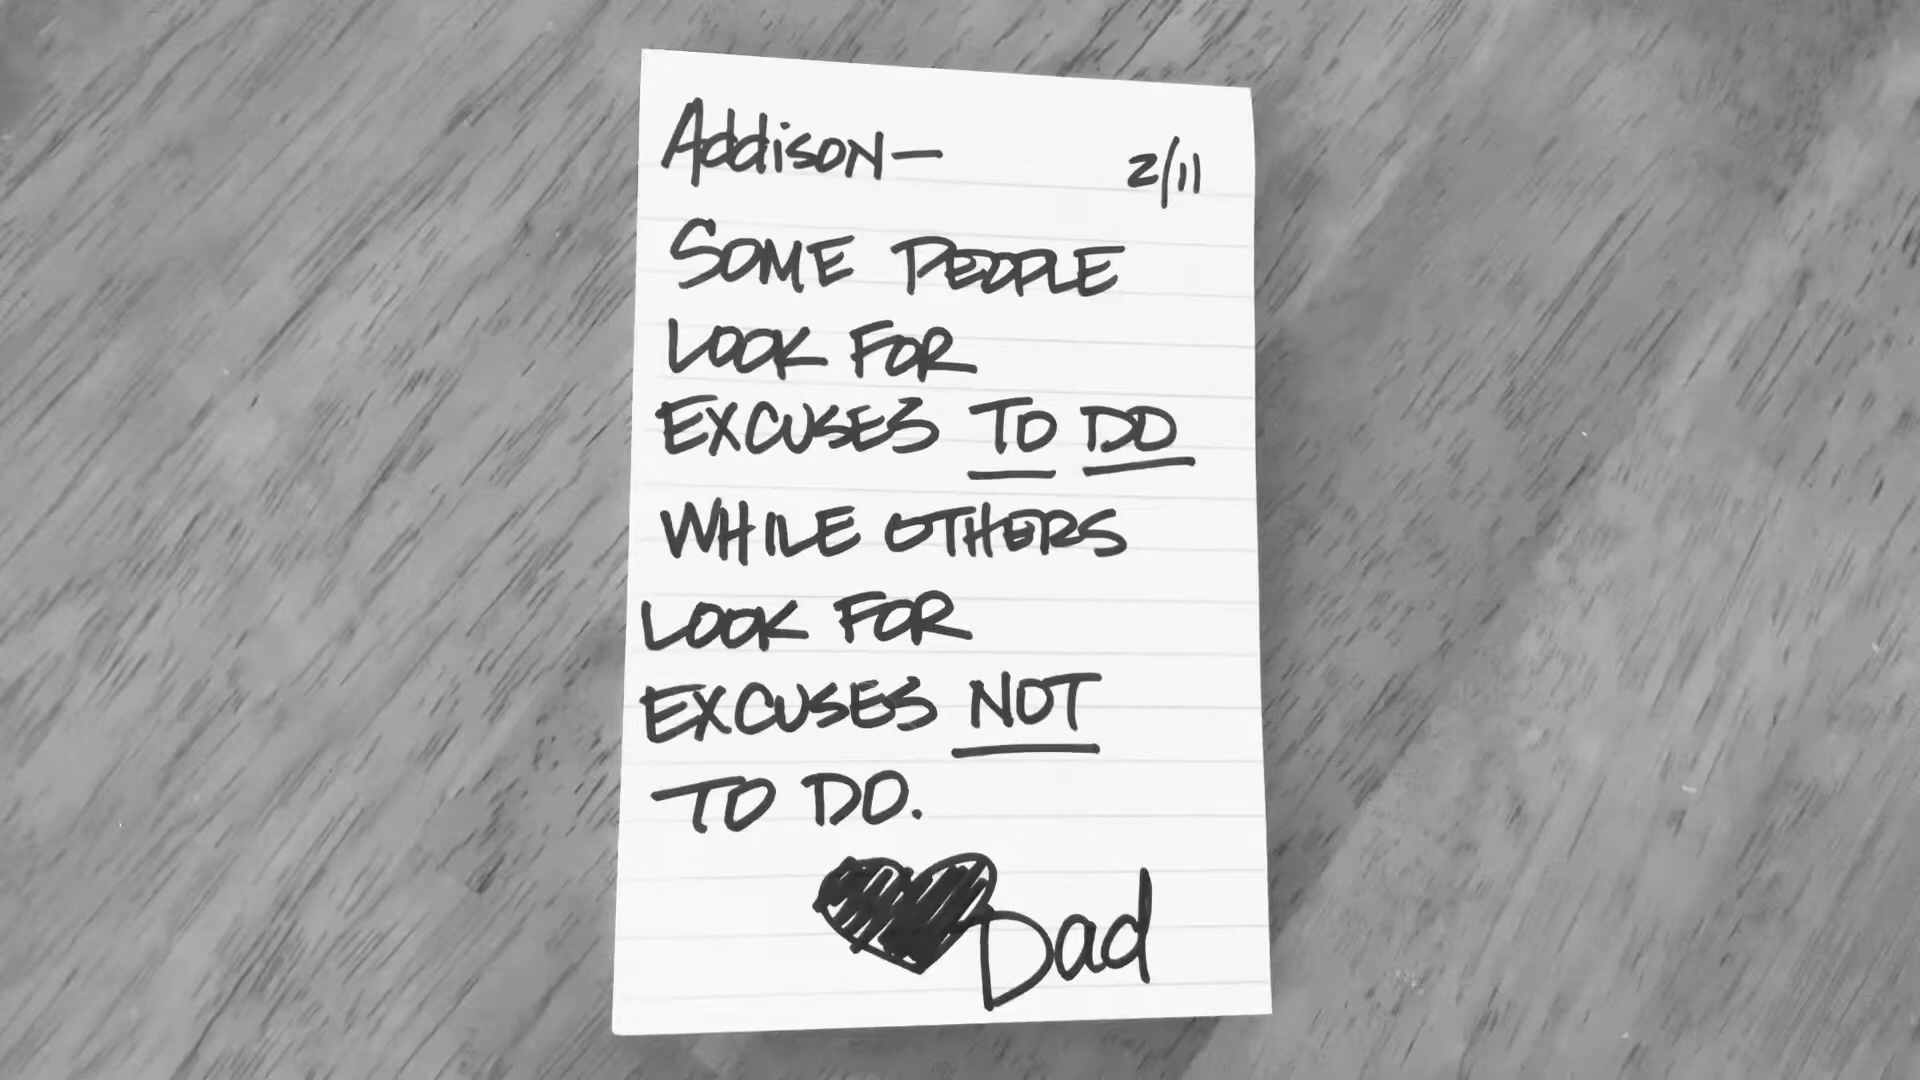 Addison— 2/11
SOME PEOPLE
LOOK FOR
EXCUSES TO DO
WHILE OTHERS
LOOK FOR
EXCUSES NOT
TO DO.
Dad